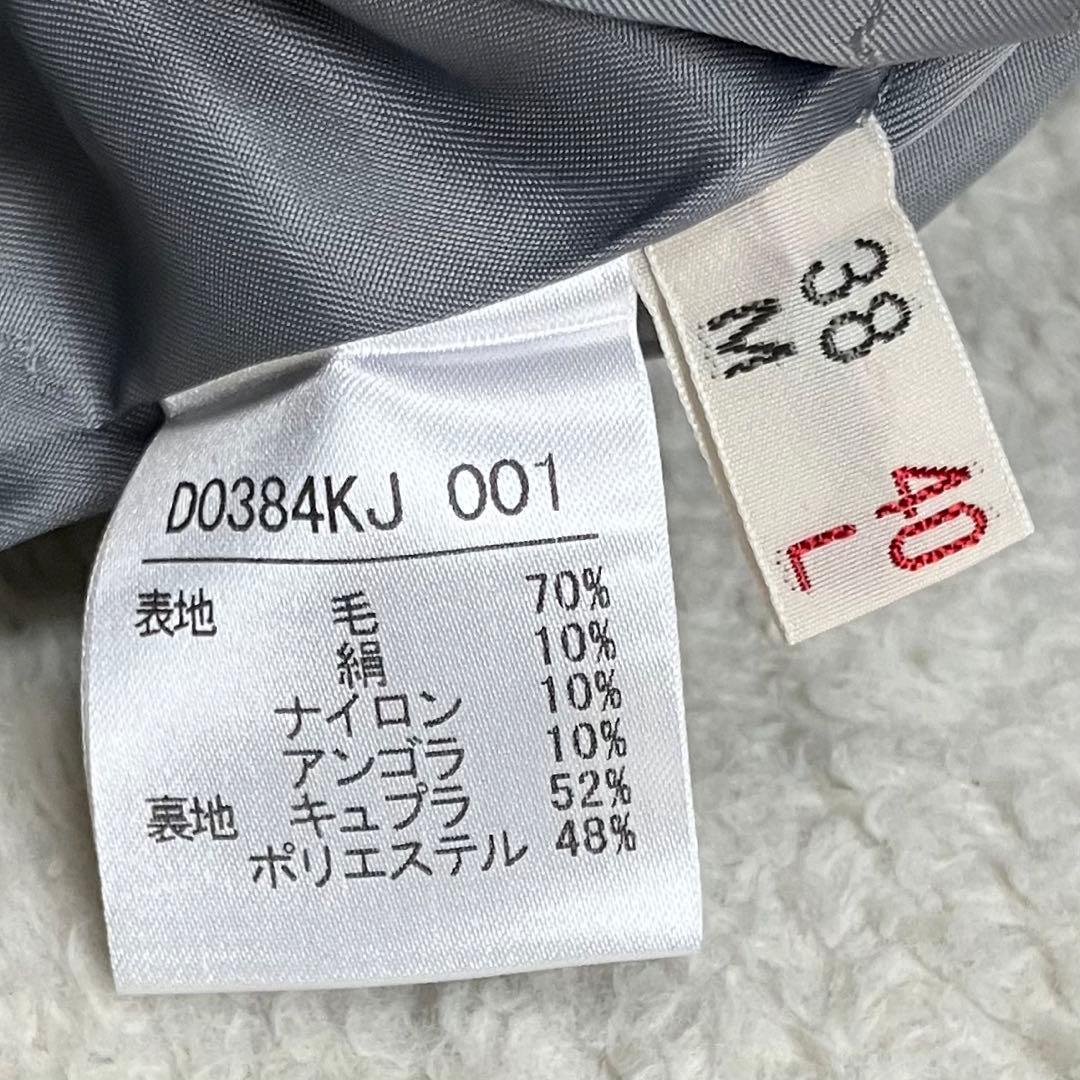 D0384KJ 001
表地 毛 70%
絹 10%
ナイロン 10%
アンゴラ 10%
裏地 キュプラ 52%
ポリエステル 48%
38
M
40
L